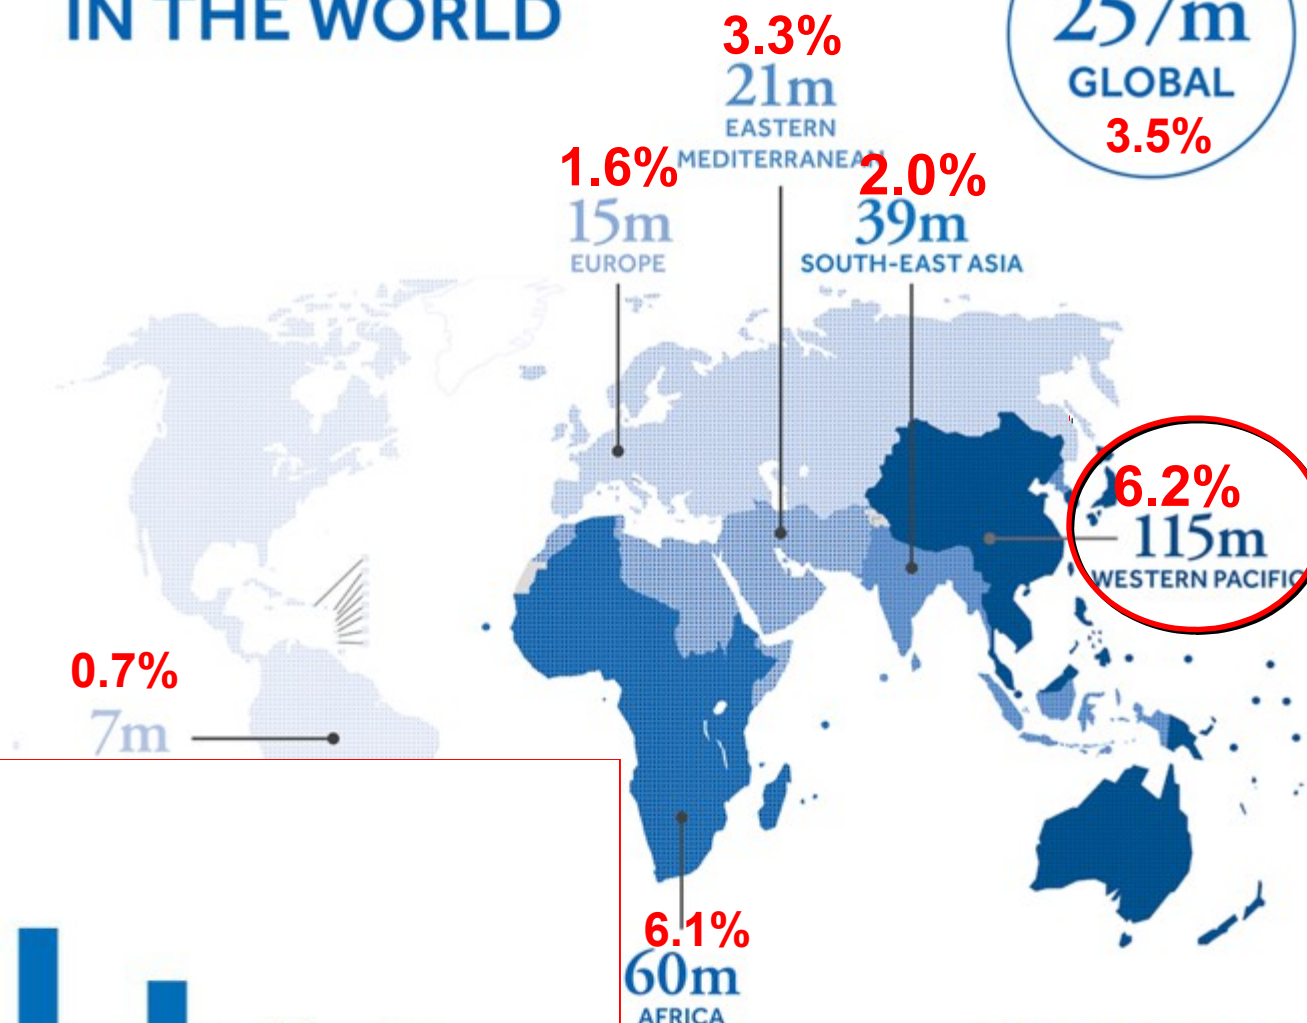 IN THE WORLD
257m
GLOBAL
3.5%
3.3%
21m
EASTERN
MEDITERRANEAN
1.6%
15m
EUROPE
2.0%
39m
SOUTH-EAST ASIA
6.2%
115m
WESTERN PACIFIC
0.7%
7m
6.1%
60m
AFRICA